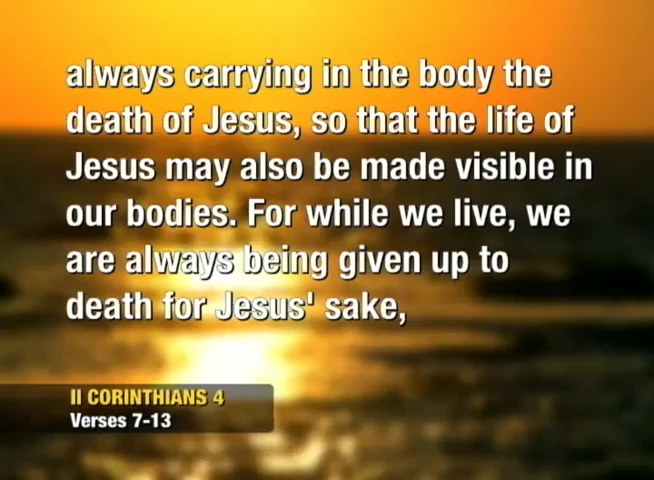 always carrying in the body the
death of Jesus, so that the life of
Jesus may also be made visible in
our bodies. For while we live, we
are always being given up to
death for Jesus' sake,
II CORINTHIANS 4
Verses 7-13